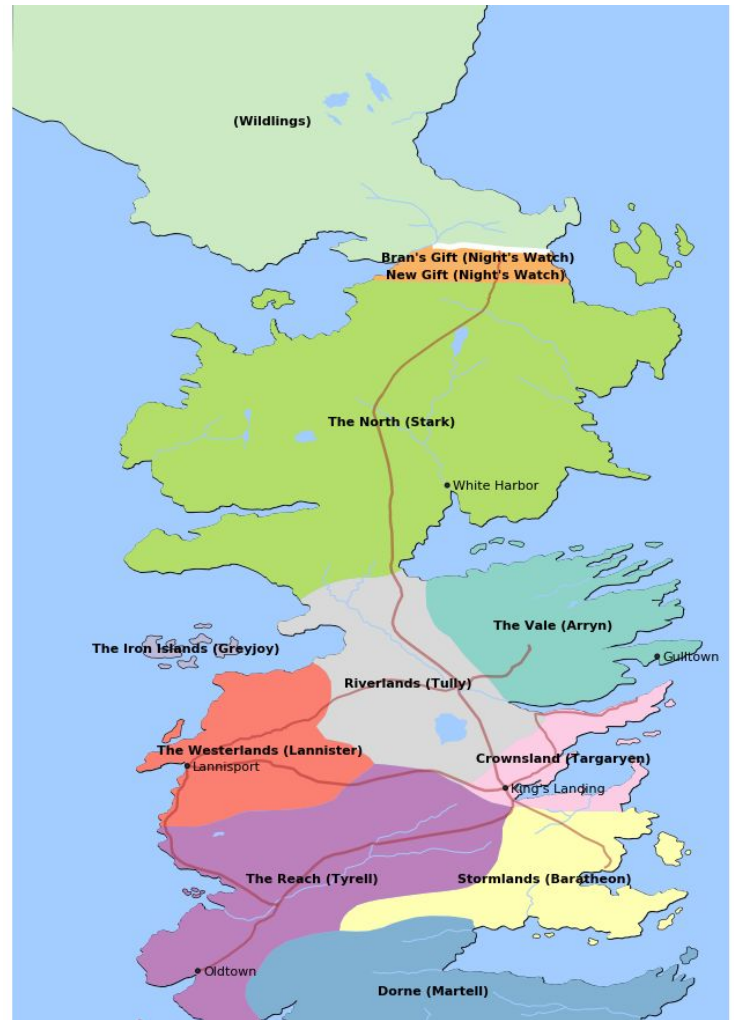 (Wildlings)
Bran's Gift (Night's Watch)
New Gift (Night's Watch)
The North (Stark)
White Harbor
The Vale (Arryn)
The Iron Islands (Greyjoy)
Gulltown
Riverlands (Tully)
The Westerlands (Lannister)
Crownsland (Targaryen)
Lannisport
King's Landing
The Reach (Tyrell)
Stormlands (Baratheon)
Oldtown
Dorne (Martell)